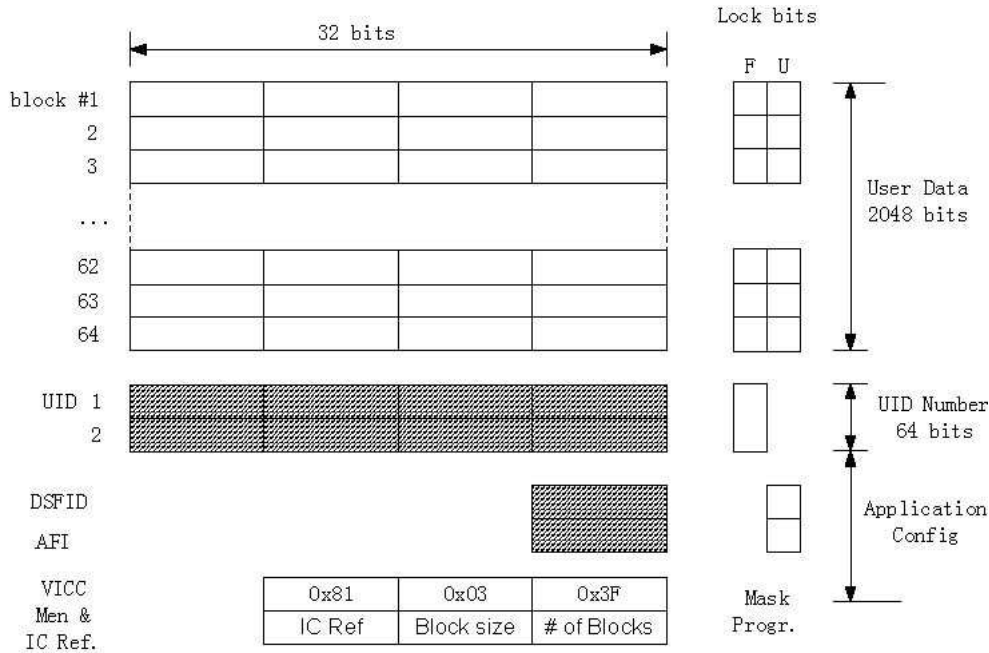 Lock bits
32 bits
F U
block #1
2
3
User Data
2048 bits
...
62
63
64
UID 1
2
UID Number
64 bits
DSFID
AFI
Application
Config
VICC
Men &
IC Ref.
0x81 0x03 0x3F
IC Ref Block size # of Blocks
Mask
Progr.